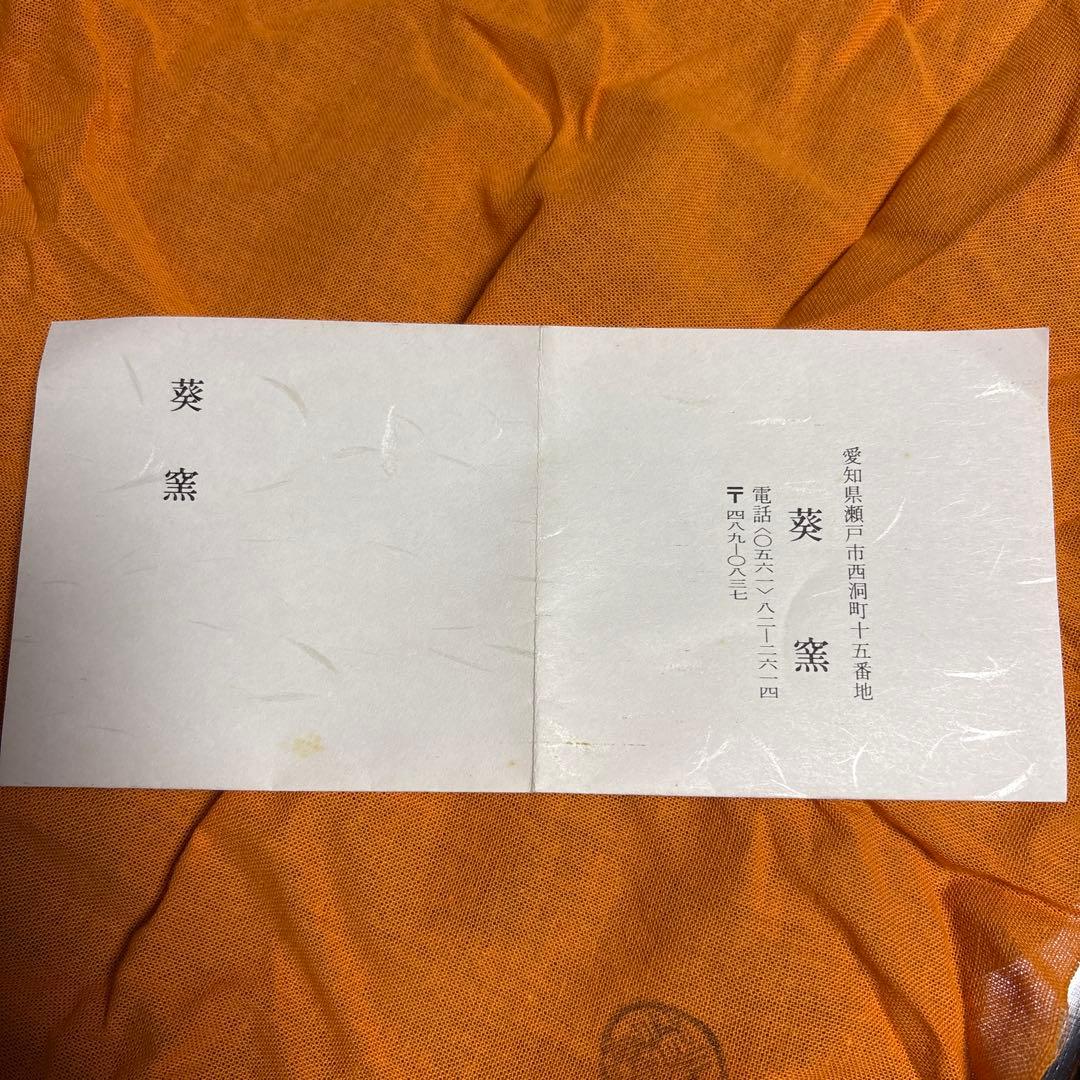 愛知県瀬戸市西洞町十五番地
葵窯
電話〈〇五六一〉八二ー二六一四
〒四八九ー〇八三七
葵窯